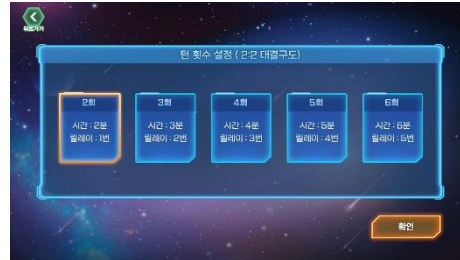 뒤로가기
턴 횟수 설정 ( 2:2 대결구도)
2회
시간 : 2분
릴레이 : 1번
3회
시간 : 3분
릴레이 : 2번
4회
시간 : 4분
릴레이 : 3번
5회
시간 : 5분
릴레이 : 4번
6회
시간 : 6분
릴레이 : 5번
확인